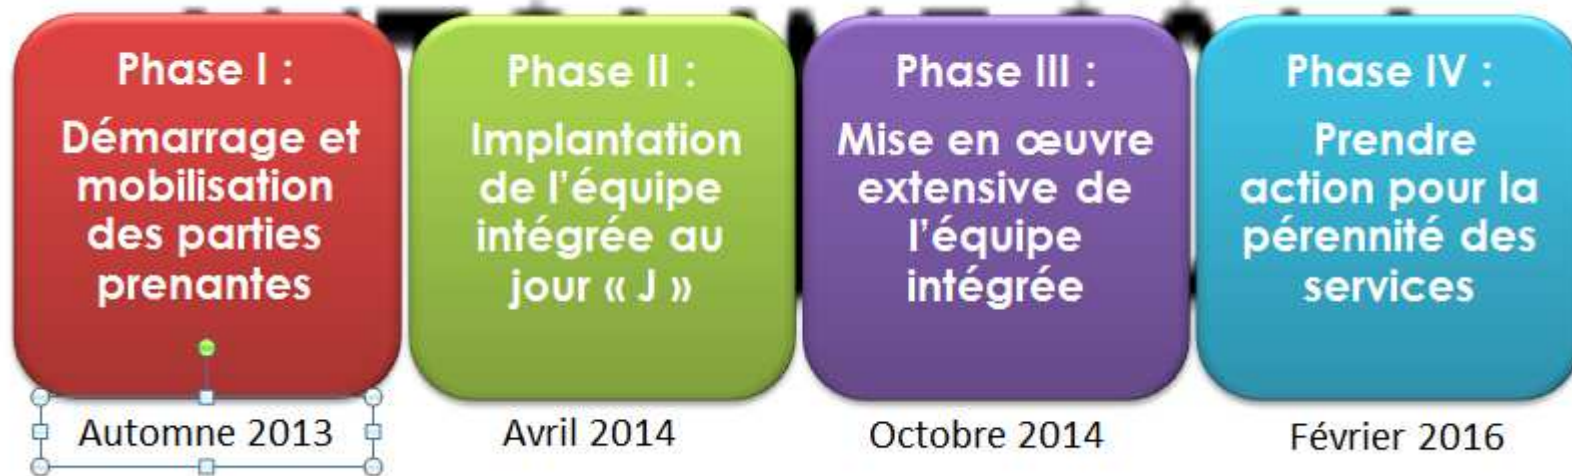 Phase I :
Démarrage et
mobilisation
des parties
prenantes
Automne 2013
Phase II :
Implantation
de l'équipe
intégrée au
jour « J »
Avril 2014
Phase III :
Mise en œuvre
extensive de
l'équipe
intégrée
Octobre 2014
Phase IV :
Prendre
action pour la
pérennité des
services
Février 2016